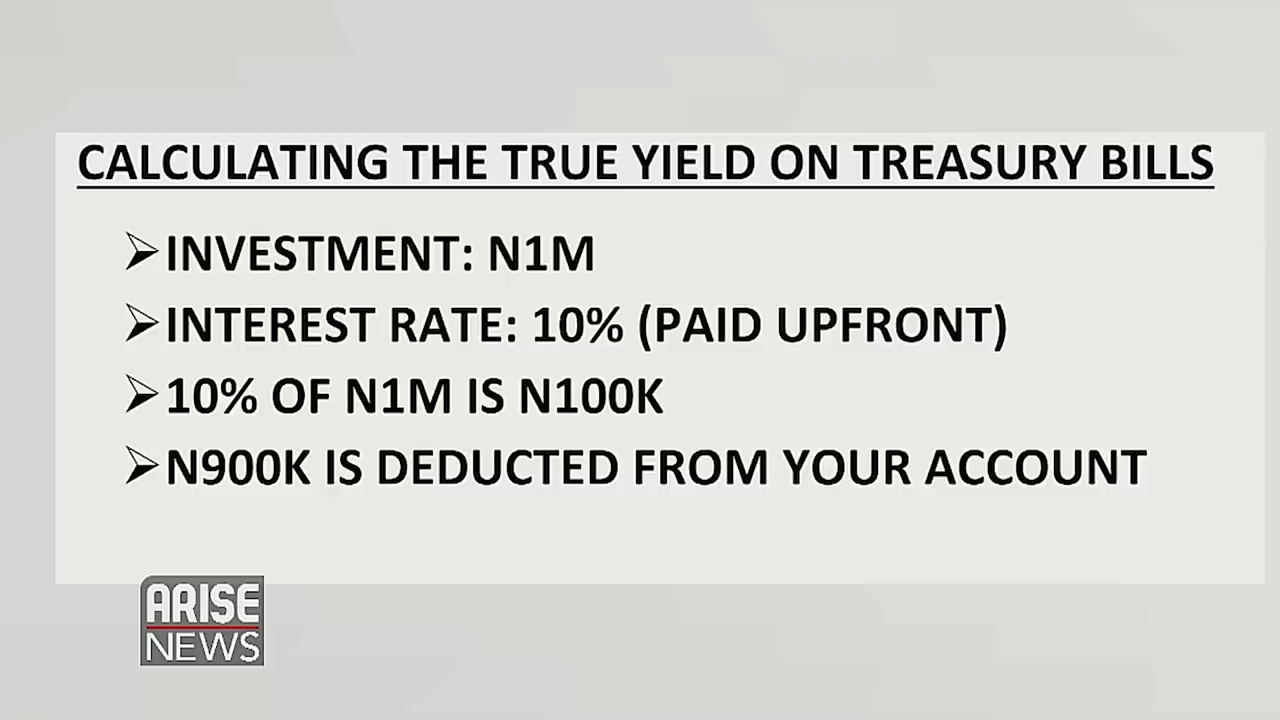 CALCULATING THE TRUE YIELD ON TREASURY BILLS
➢INVESTMENT: N1M
➢INTEREST RATE: 10% (PAID UPFRONT)
➢10% OF N1M IS N100K
➢N900K IS DEDUCTED FROM YOUR ACCOUNT
ARISE
NEWS